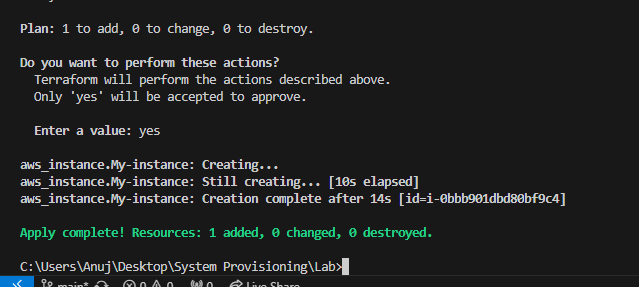 Plan: 1 to add, 0 to change, 0 to destroy.
Do you want to perform these actions?
Terraform will perform the actions described above.
Only 'yes' will be accepted to approve.
Enter a value: yes
aws_instance.My-instance: Creating...
aws_instance.My-instance: Still creating... [10s elapsed]
aws_instance.My-instance: Creation complete after 14s [id=i-0bbb901dbd80bf9c4]
Apply complete! Resources: 1 added, 0 changed, 0 destroyed.
C:\Users\Anuj\Desktop\System Provisioning\Lab>
main* 0 0 0 Live Share